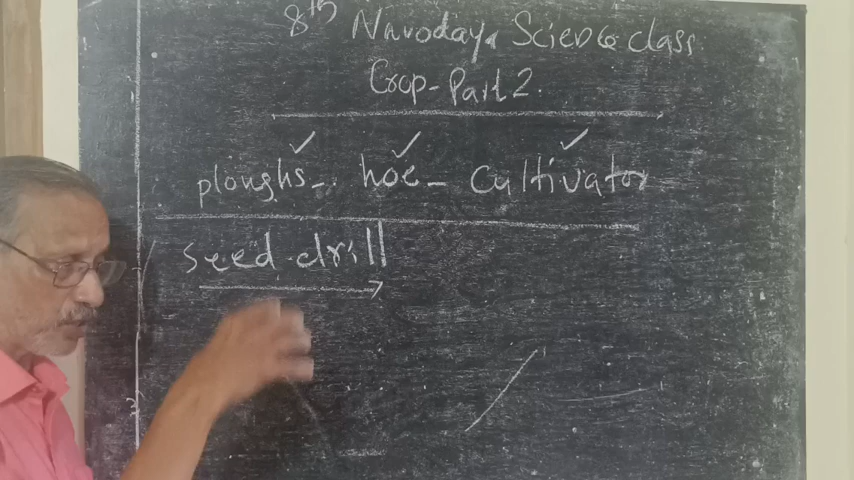 8th Navodaya Science class
Crop-Part 2.
ploughs - hoe - Cultivator
seed drill